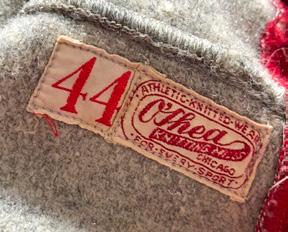 44
ATHLETIC-KNITTED-WEAR
O'Shea
KNITTING MILLS
CHICAGO
-FOR-EVERY-SPORT-